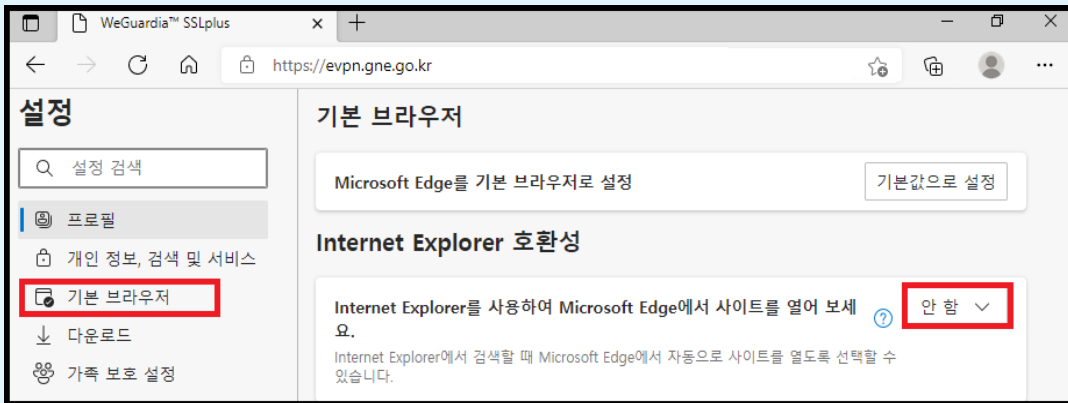 WeGuardia™ SSLplus
https://evpn.gne.go.kr
설정
설정 검색
프로필
개인 정보, 검색 및 서비스
기본 브라우저
다운로드
가족 보호 설정
기본 브라우저
Microsoft Edge를 기본 브라우저로 설정
기본값으로 설정
Internet Explorer 호환성
Internet Explorer를 사용하여 Microsoft Edge에서 사이트를 열어 보세
요.
안 함
Internet Explorer에서 검색할 때 Microsoft Edge에서 자동으로 사이트를 열도록 선택할 수
있습니다.